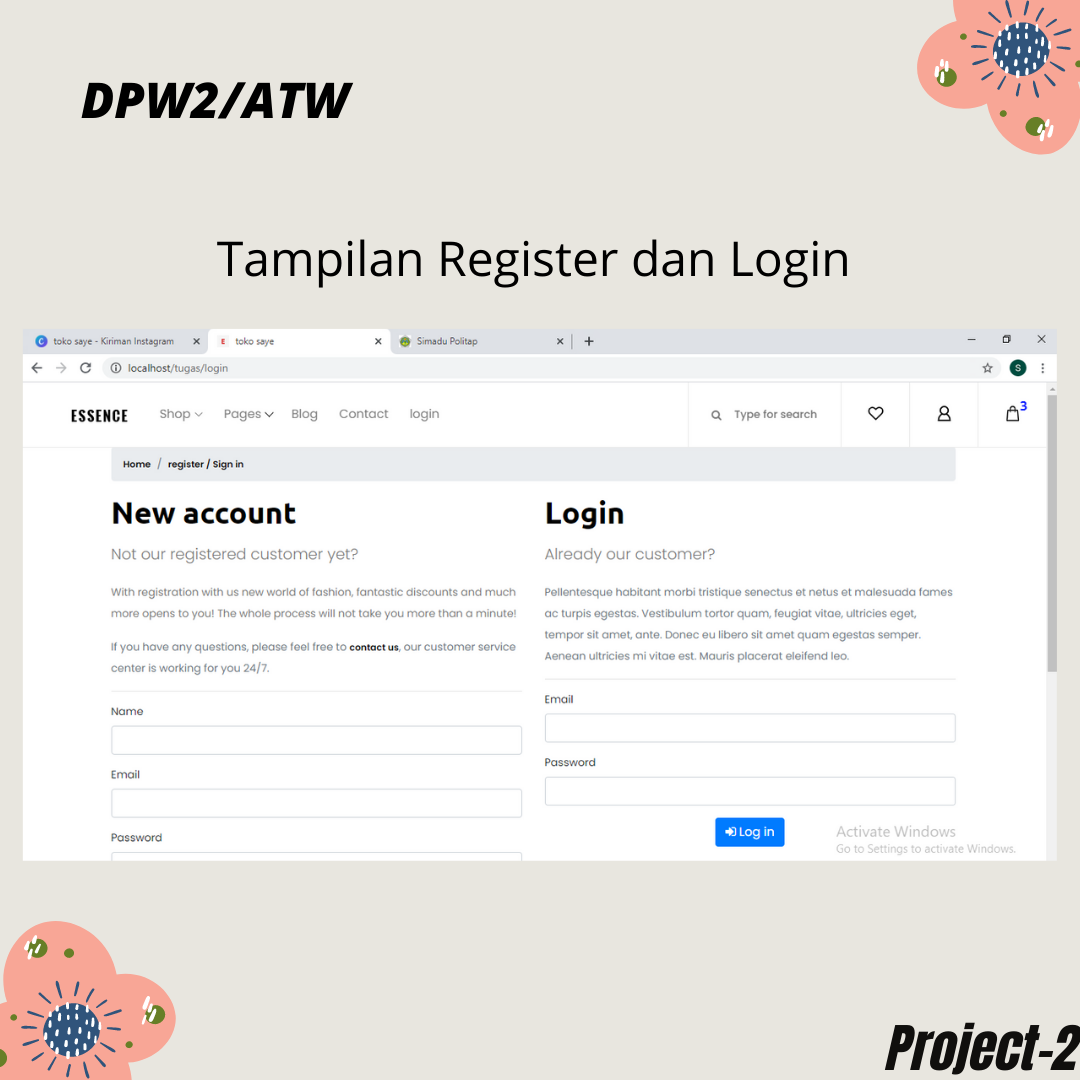 DPW2/ATW
Tampilan Register dan Login
toko saye - Kiriman Instagram
toko saye
Simadu Politap
localhost/tugas/login
S
ESSENCE
Shop
Pages
Blog
Contact
login
Type for search
3
Home / register / Sign in
New account
Not our registered customer yet?
With registration with us new world of fashion, fantastic discounts and much
more opens to you! The whole process will not take you more than a minute!
If you have any questions, please feel free to contact us, our customer service
center is working for you 24/7.
Name
Email
Password
Login
Already our customer?
Pellentesque habitant morbi tristique senectus et netus et malesuada fames
ac turpis egestas. Vestibulum tortor quam, feugiat vitae, ultricies eget,
tempor sit amet, ante. Donec eu libero sit amet quam egestas semper.
Aenean ultricies mi vitae est. Mauris placerat eleifend leo.
Email
Password
Log in
Activate Windows
Go to Settings to activate Windows.
Project-2